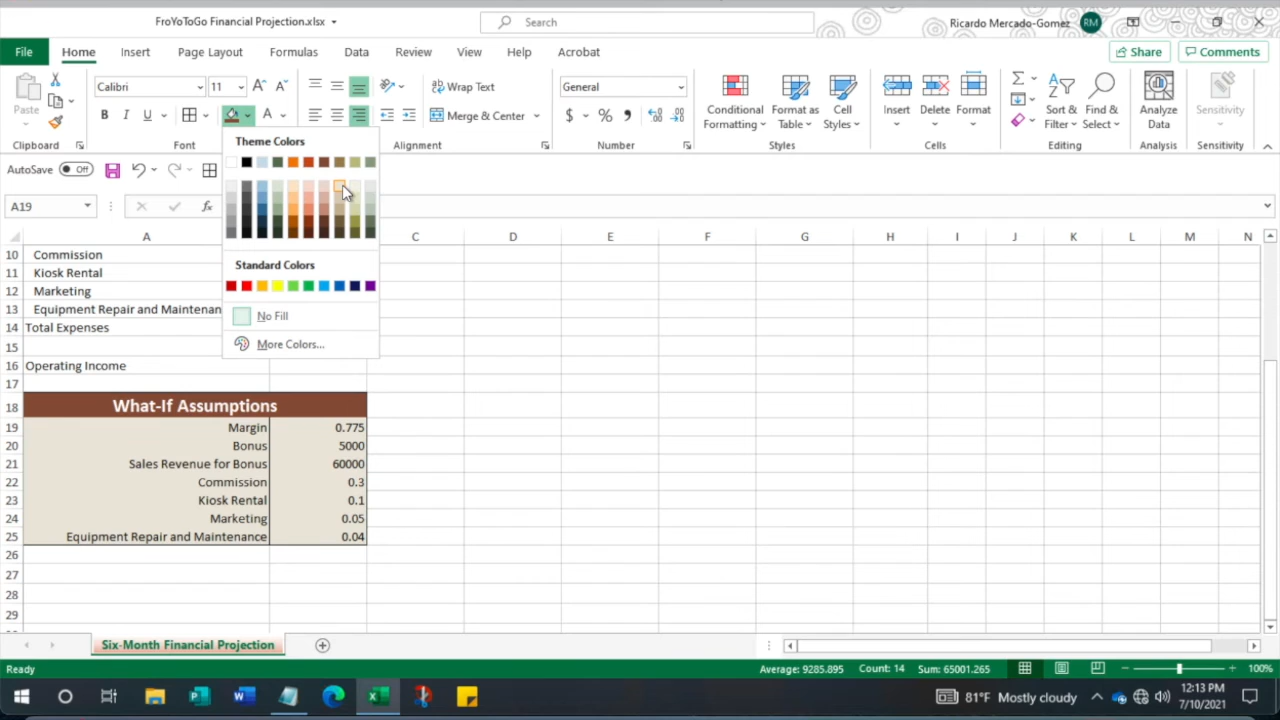 FroYoToGo Financial Projection.xlsx
Search
Ricardo Mercado-Gomez
RM
File
Home
Insert
Page Layout
Formulas
Data
Review
View
Help
Acrobat
Share
Comments
Paste
Calibri
11
B
I
U
A
Wrap Text
Merge & Center
General
$
%
Conditional Formatting
Format as Table
Cell Styles
Insert
Delete
Format
Sort & Filter
Find & Select
Analyze Data
Sensitivity
Clipboard
Font
Alignment
Number
Styles
Cells
Editing
Analysis
Sensitivity
AutoSave
Off
A19
fx
Theme Colors
Standard Colors
No Fill
More Colors...
A C D E F G H I J K L M N
10 Commission
11 Kiosk Rental
12 Marketing
13 Equipment Repair and Maintenan
14 Total Expenses
15
16 Operating Income
17
18 What-If Assumptions
19 Margin 0.775
20 Bonus 5000
21 Sales Revenue for Bonus 60000
22 Commission 0.3
23 Kiosk Rental 0.1
24 Marketing 0.05
25 Equipment Repair and Maintenance 0.04
26
27
28
29
Six-Month Financial Projection
Ready
Average: 9285.895 Count: 14 Sum: 65001.265
100%
81°F Mostly cloudy
12:13 PM
7/10/2021